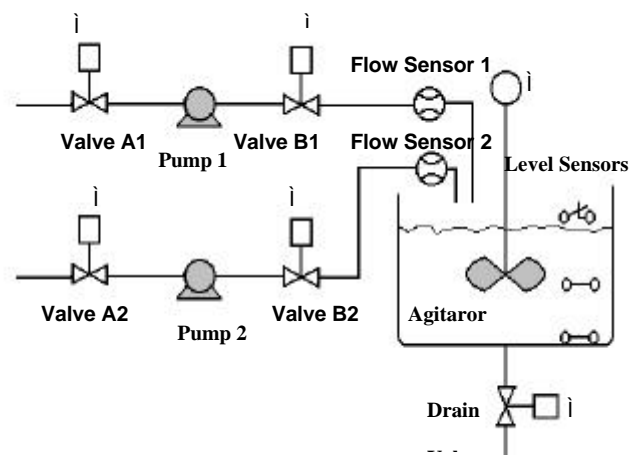 Ì
ì
Flow Sensor 1
Ì
Valve A1
Pump 1
Valve B1
Flow Sensor 2
Level Sensors
Ì
Ì
Valve A2
Pump 2
Valve B2
Agitaror
Drain
Ì